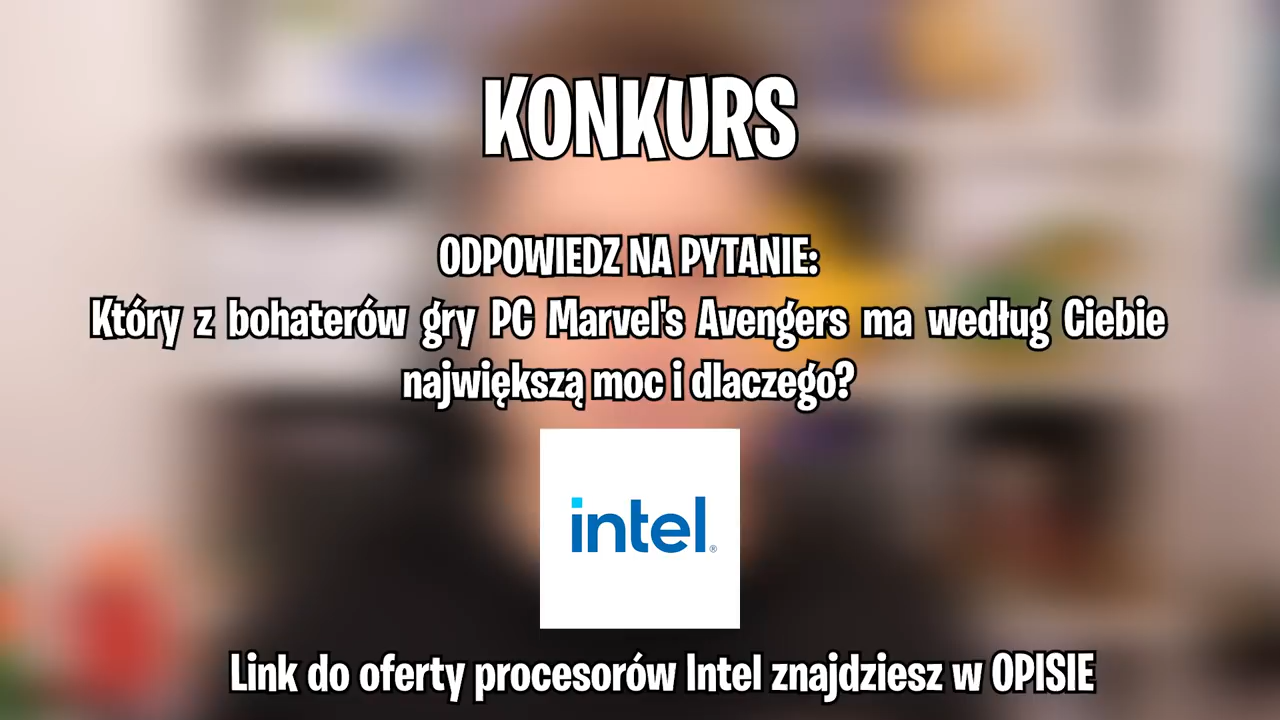 KONKURS
ODPOWIEDZ NA PYTANIE:
Który z bohaterów gry PC Marvel's Avengers ma według Ciebie
największą moc i dlaczego?
intel®
Link do oferty procesorów Intel znajdziesz w OPISIE